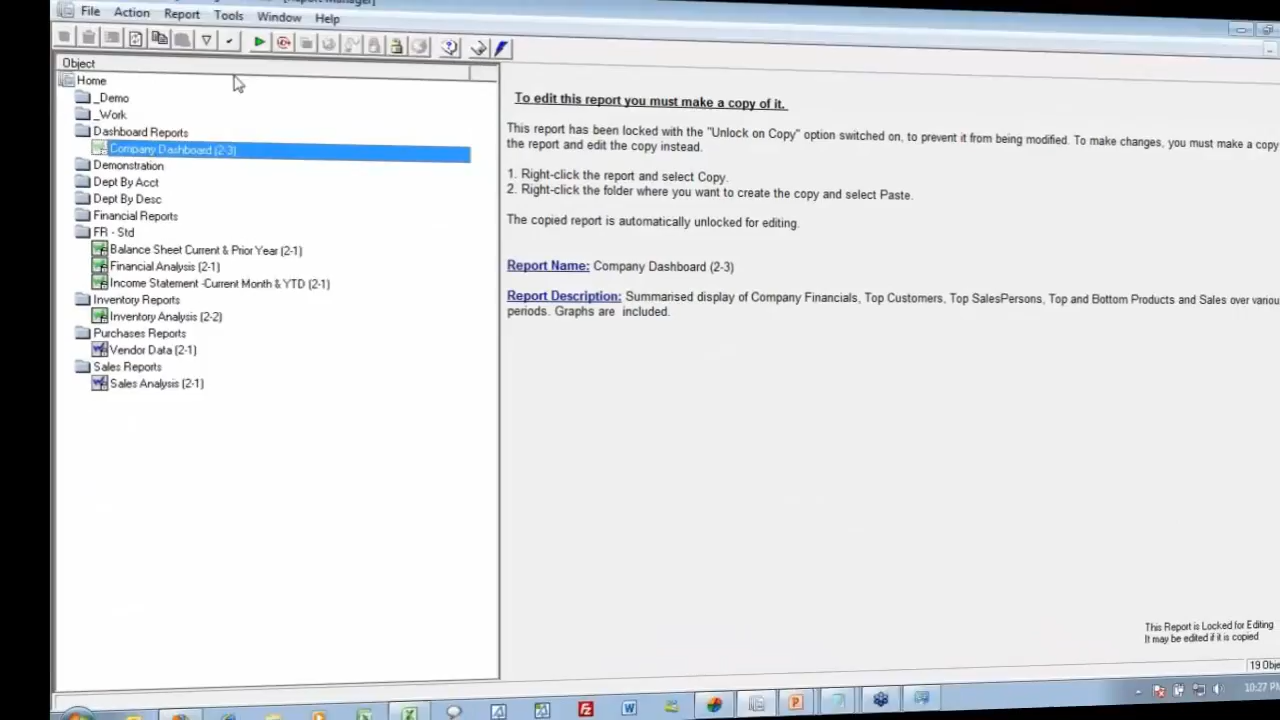 File Action Report Tools Window Help
Object
Home
_Demo
_Work
Dashboard Reports
Company Dashboard (2-3)
Demonstration
Dept By Acct
Dept By Desc
Financial Reports
FR - Std
Balance Sheet Current & Prior Year (2-1)
Financial Analysis (2-1)
Income Statement -Current Month & YTD (2-1)
Inventory Reports
Inventory Analysis (2-2)
Purchases Reports
Vendor Data (2-1)
Sales Reports
Sales Analysis (2-1)
To edit this report you must make a copy of it.
This report has been locked with the "Unlock on Copy" option switched on, to prevent it from being modified. To make changes, you must make a copy
the report and edit the copy instead.
1. Right-click the report and select Copy.
2. Right-click the folder where you want to create the copy and select Paste.
The copied report is automatically unlocked for editing.
Report Name: Company Dashboard (2-3)
Report Description: Summarised display of Company Financials, Top Customers, Top SalesPersons, Top and Bottom Products and Sales over variou
periods. Graphs are included.
This Report is Locked for Editing
It may be edited if it is copied
19 Obje
10:27 PM